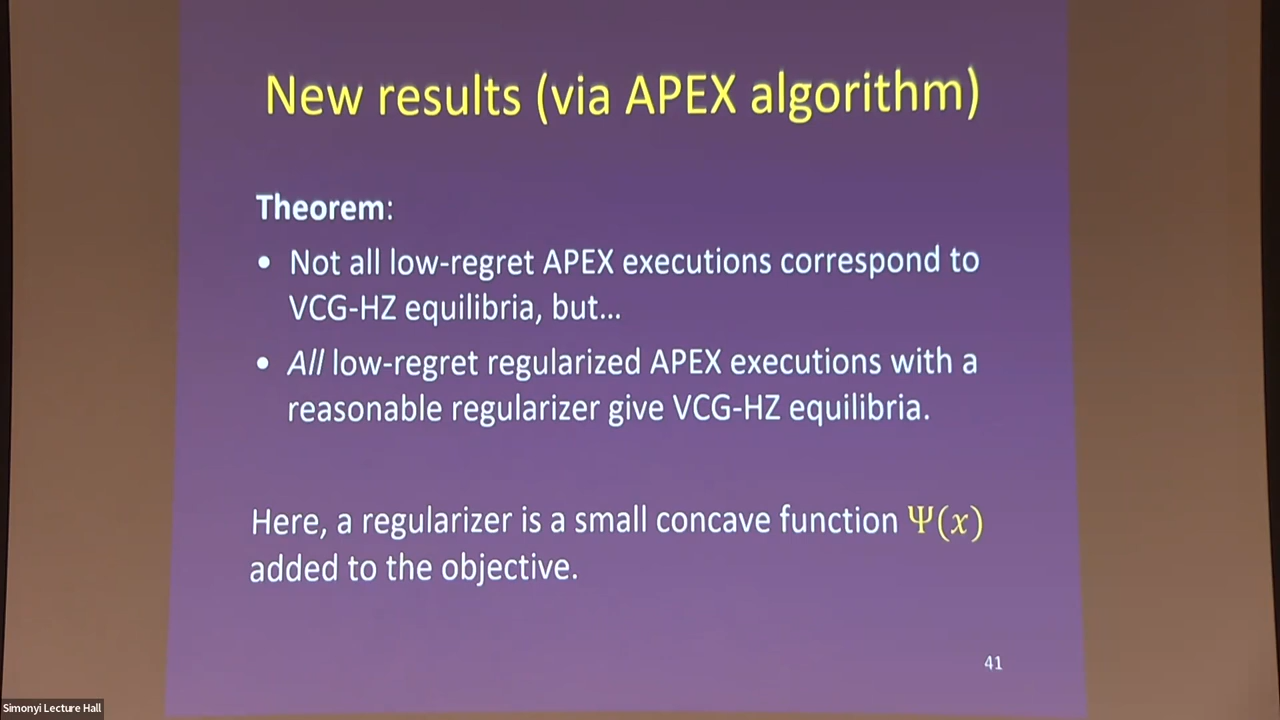 New results (via APEX algorithm)
Theorem:
• Not all low-regret APEX executions correspond to
VCG-HZ equilibria, but...
• All low-regret regularized APEX executions with a
reasonable regularizer give VCG-HZ equilibria.
Here, a regularizer is a small concave function Ψ(x)
added to the objective.
41
Simonyi Lecture Hall